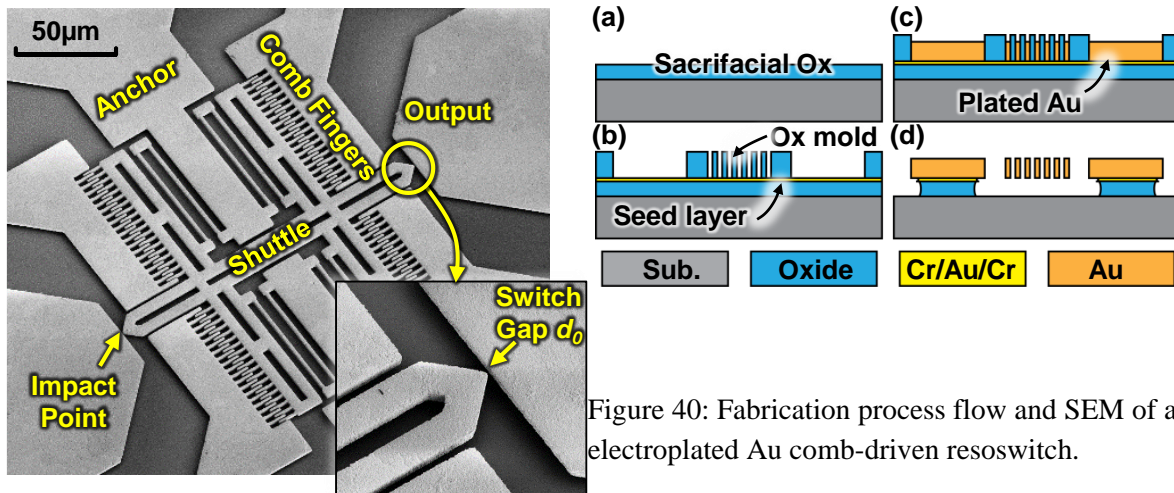 50µm
Anchor
Comb Fingers
Output
Shuttle
Impact
Point
Switch
Gap d0
(a)
Sacrifacial Ox
(b)
Ox mold
Seed layer
(c)
Plated Au
(d)
Sub.
Oxide
Cr/Au/Cr
Au
Figure 40: Fabrication process flow and SEM of a
electroplated Au comb-driven resoswitch.